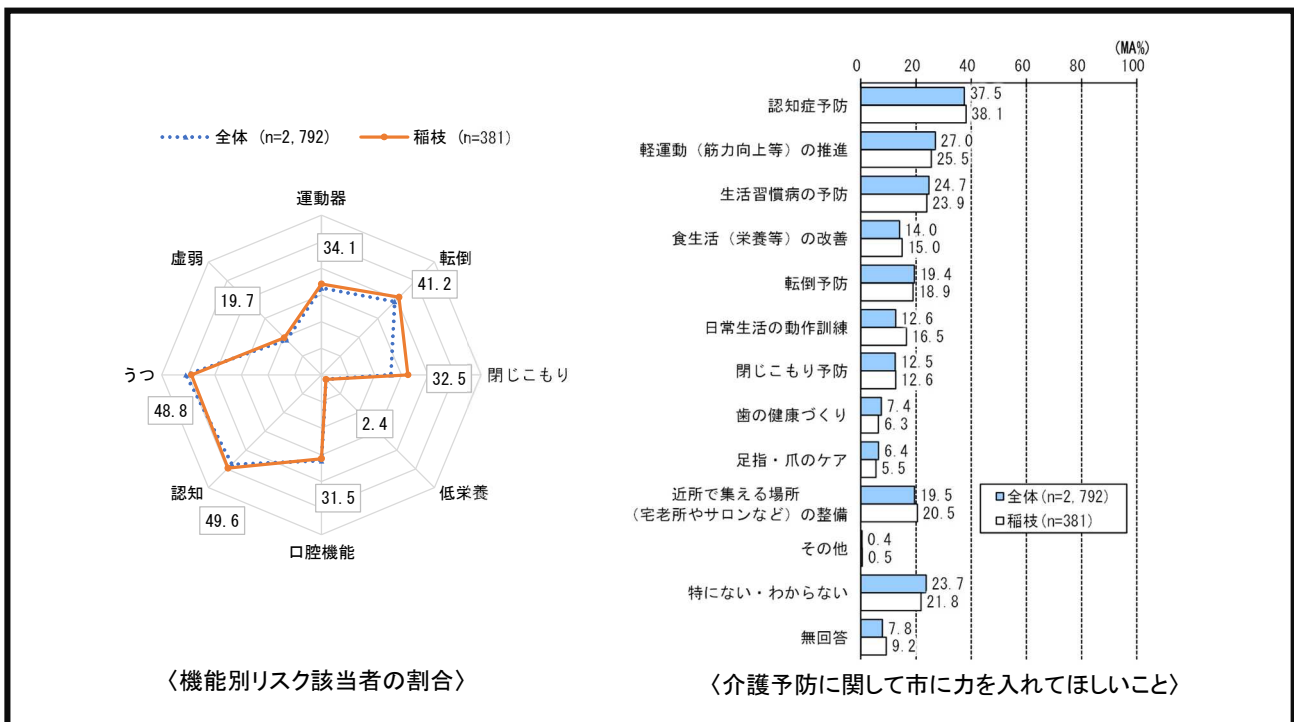 全体 (n=2,792) 稲枝 (n=381)
運動器
34.1
転倒
41.2
閉じこもり
32.5
低栄養
2.4
口腔機能
31.5
認知
49.6
うつ
48.8
虚弱
19.7
〈機能別リスク該当者の割合〉
(MA%)
0 20 40 60 80 100
認知症予防
37.5
38.1
軽運動（筋力向上等）の推進
27.0
25.5
生活習慣病の予防
24.7
23.9
食生活（栄養等）の改善
14.0
15.0
転倒予防
19.4
18.9
日常生活の動作訓練
12.6
16.5
閉じこもり予防
12.5
12.6
歯の健康づくり
7.4
6.3
足指・爪のケア
6.4
5.5
近所で集える場所
（宅老所やサロンなど）の整備
19.5
20.5
その他
0.4
0.5
特にない・わからない
23.7
21.8
無回答
7.8
9.2
全体(n=2,792)
稲枝(n=381)
〈介護予防に関して市に力を入れてほしいこと〉